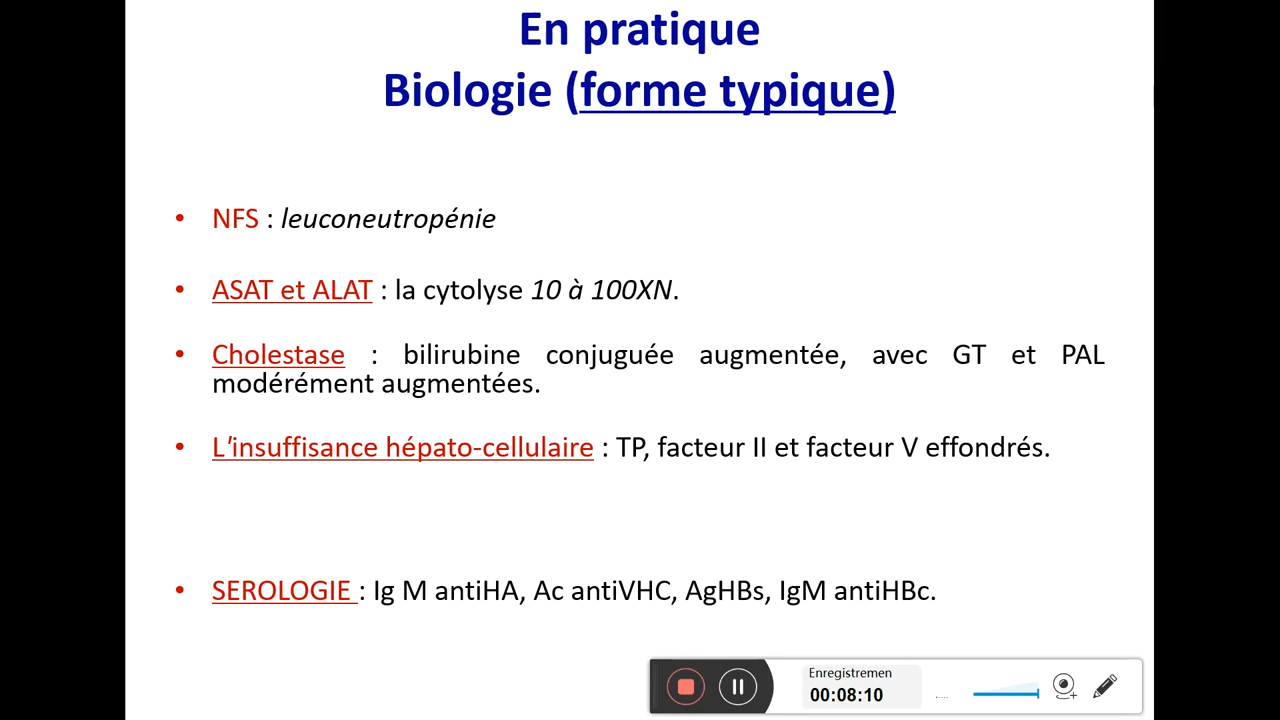 En pratique
Biologie (forme typique)
• NFS : leuconeutropénie
• ASAT et ALAT : la cytolyse 10 à 100XN.
• Cholestase : bilirubine conjuguée augmentée, avec GT et PAL
modérément augmentées.
• L'insuffisance hépato-cellulaire : TP, facteur II et facteur V effondrés.
• SEROLOGIE : Ig M antiHA, Ac antiVHC, AgHBs, IgM antiHBc.
Enregistremen
00:08:10